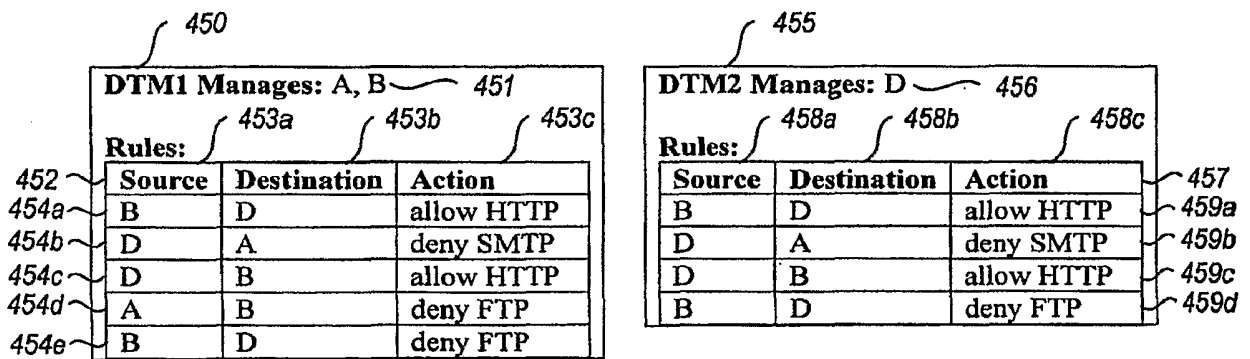 450
DTM1 Manages: A, B 451
453a 453b 453c
Rules:
452 Source Destination Action
454a B D allow HTTP
454b D A deny SMTP
454c D B allow HTTP
454d A B deny FTP
454e B D deny FTP
455
DTM2 Manages: D 456
458a 458b 458c
Rules:
Source Destination Action 457
B D allow HTTP 459a
D A deny SMTP 459b
D B allow HTTP 459c
B D deny FTP 459d